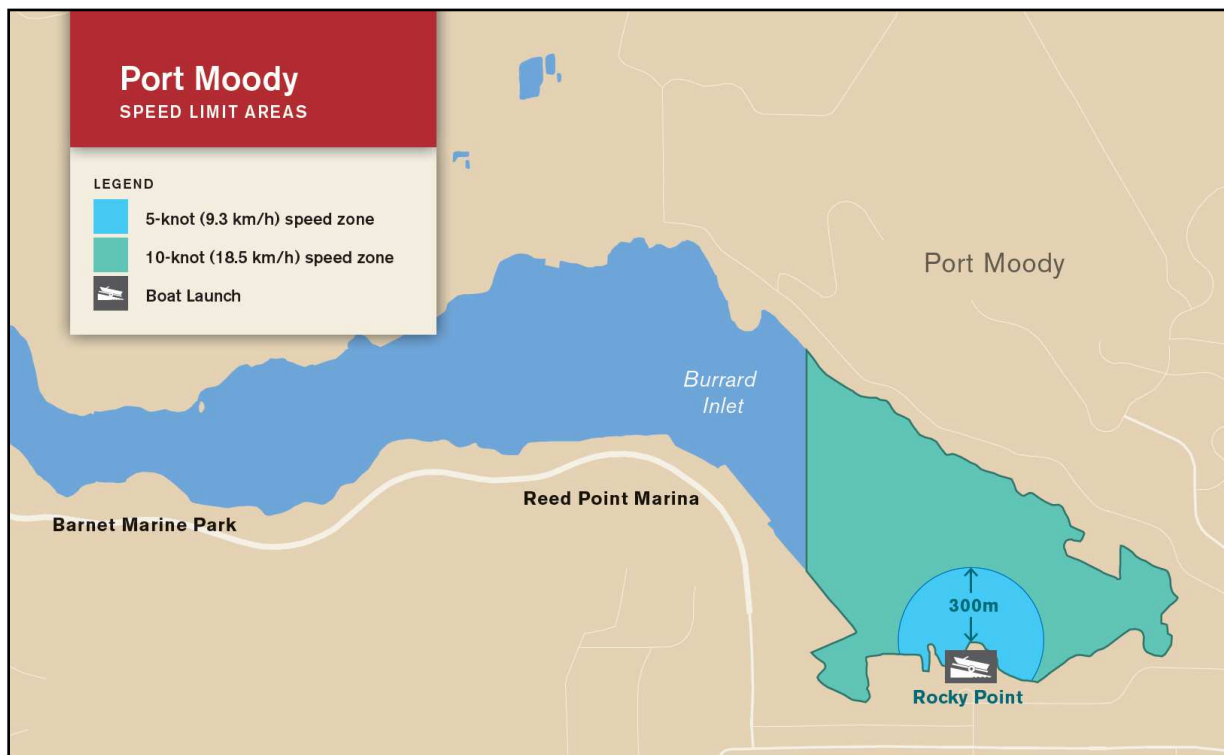 Port Moody
SPEED LIMIT AREAS
LEGEND
5-knot (9.3 km/h) speed zone
10-knot (18.5 km/h) speed zone
Boat Launch
Port Moody
Burrard
Inlet
Reed Point Marina
Barnet Marine Park
300m
Rocky Point